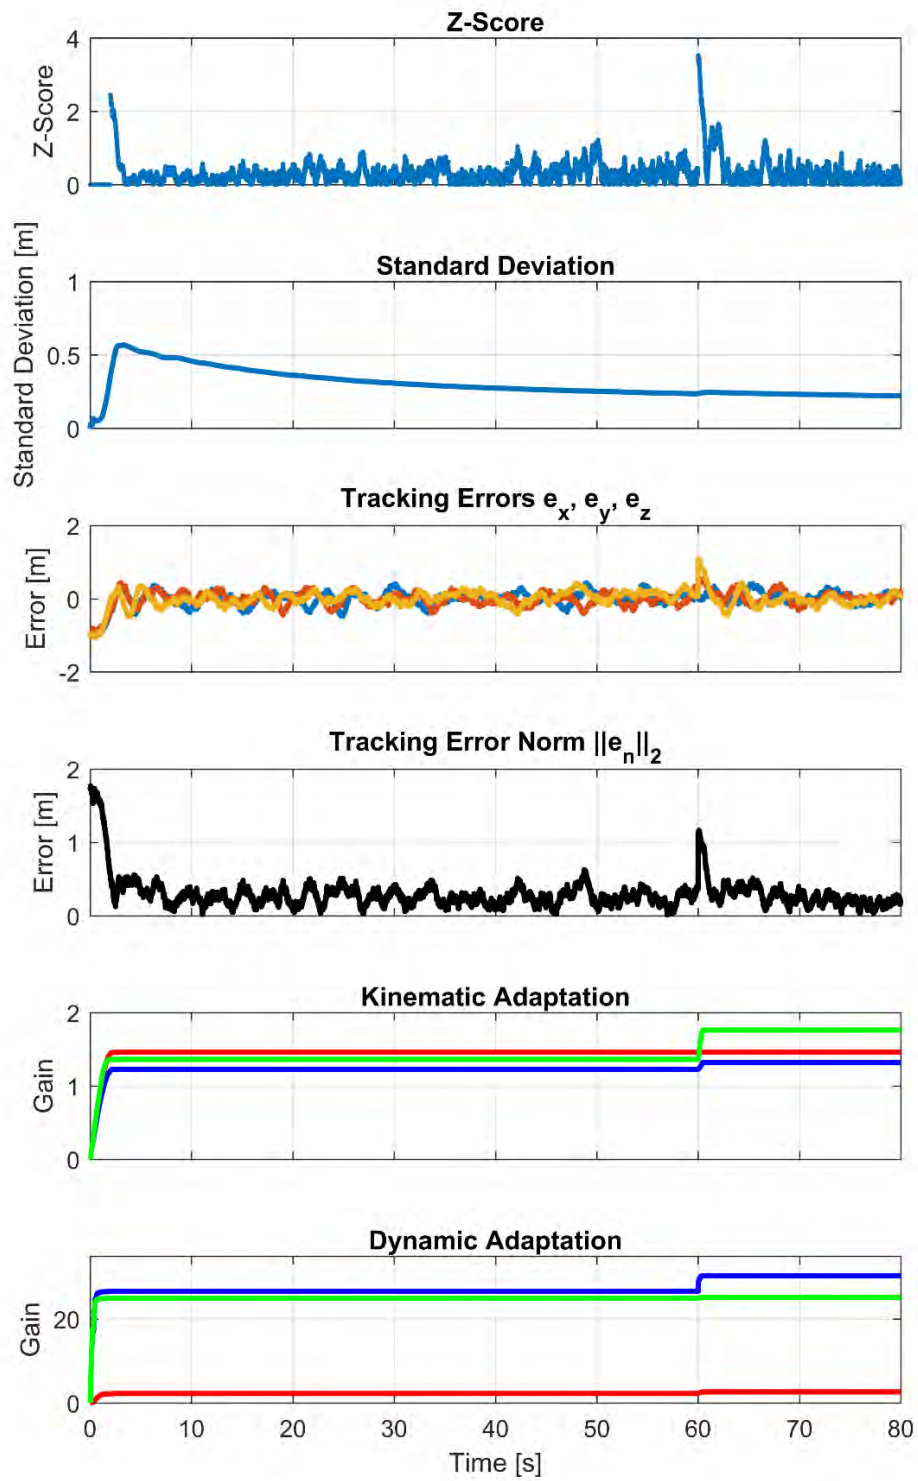 Z-Score
Z-Score
4
2
0
Standard Deviation
Standard Deviation [m]
1
0.5
0
Tracking Errors e_x, e_y, e_z
Error [m]
2
0
-2
Tracking Error Norm ||e_n||_2
Error [m]
2
1
0
Kinematic Adaptation
Gain
2
1
0
Dynamic Adaptation
Gain
20
0
0 10 20 30 40 50 60 70 80
Time [s]